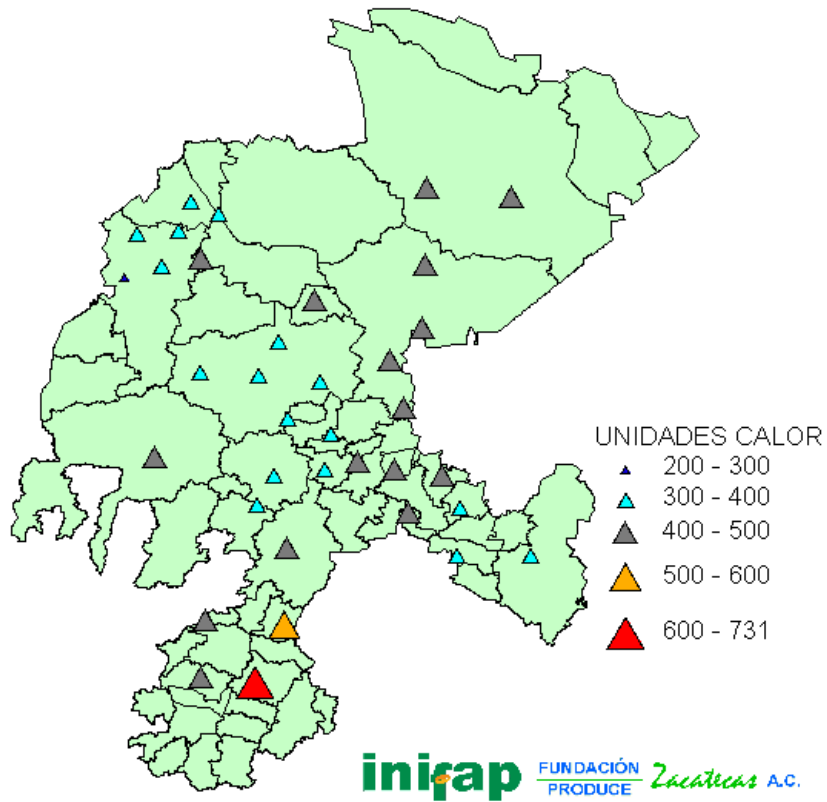 UNIDADES CALOR
200 - 300
300 - 400
400 - 500
500 - 600
600 - 731
inifap
FUNDACIÓN
PRODUCE
Zacatecas A.C.